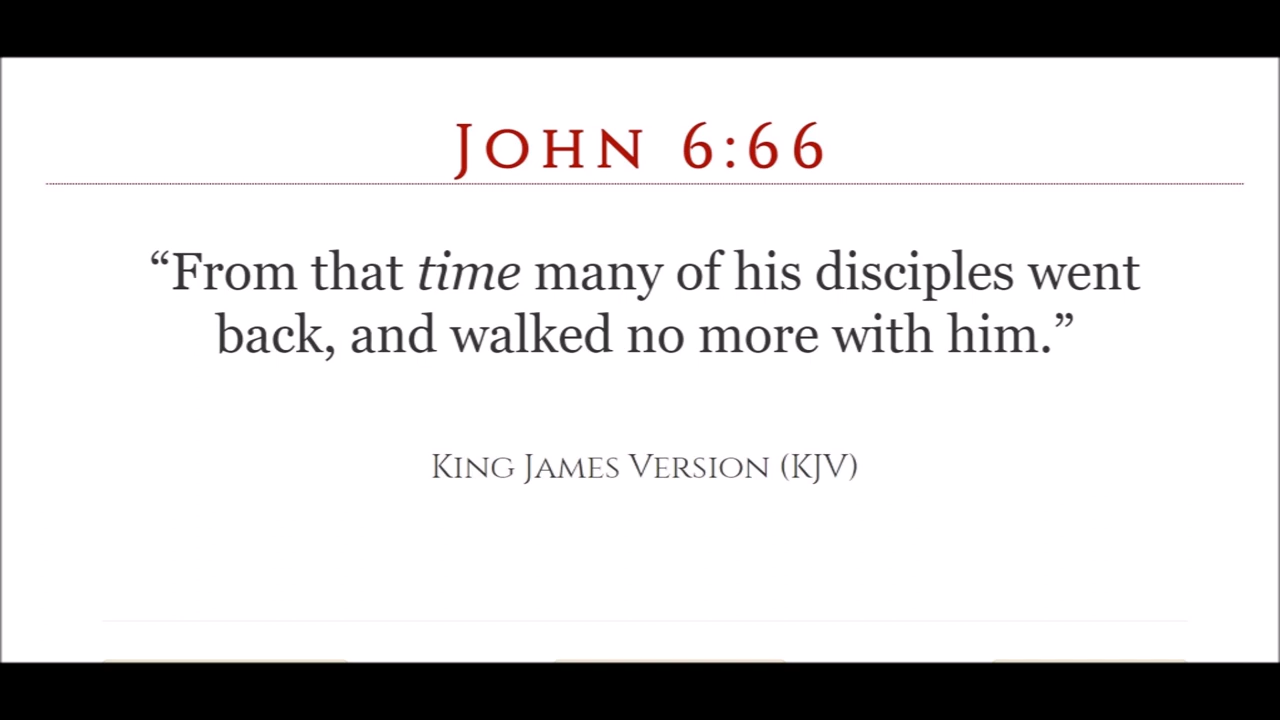 John 6:66
“From that time many of his disciples went
back, and walked no more with him.”
King James Version (KJV)